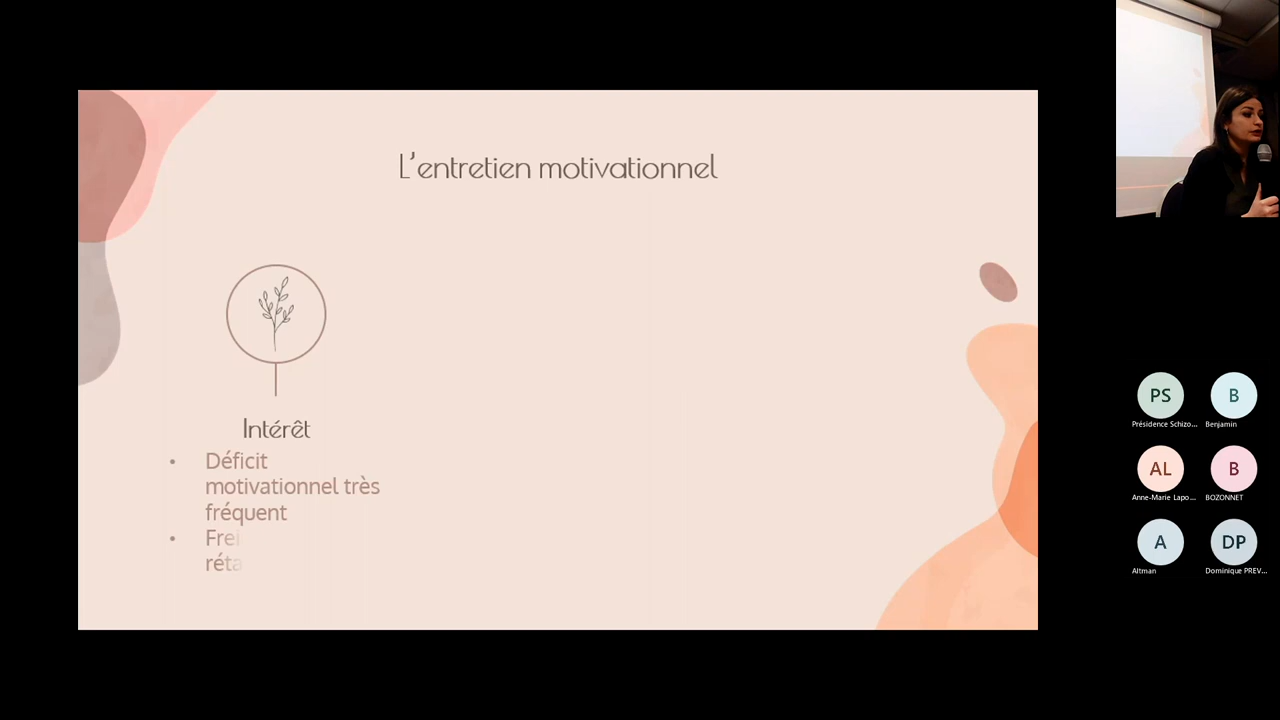 L'entretien motivationnel
Intérêt
• Déficit
motivationnel très
fréquent
PS
B
Présidence Schizo...
Benjamin
AL
B
Anne-Marie Lapo...
BOZONNET
A
DP
Altman
Dominique PREV...